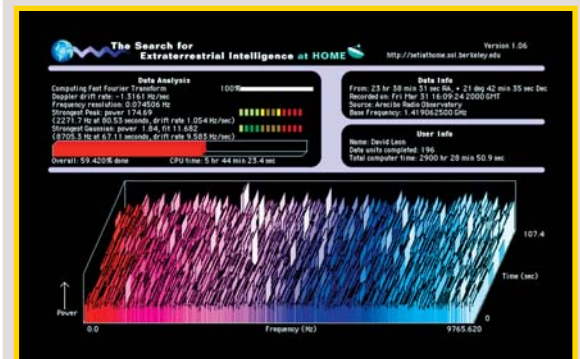 The Search for
Extraterrestrial Intelligence at HOME
Version 1.06
http://setiathome.ssl.berkeley.edu
Data Analysis
Computing Fast Fourier Transform 100%
Doppler drift rate: -1.3161 Hz/sec
Frequency resolution: 0.074506 Hz
Strongest Peak: power 174.69
(2271.7 Hz at 80.53 seconds, drift rate 1.054 Hz/sec)
Strongest Gaussian: power 1.84, fit 11.682
(8705.3 Hz at 67.11 seconds, drift rate 9.583 Hz/sec)
Overall: 59.420% done CPU time: 5 hr 44 min 23.4 sec
Data Info
From: 23 hr 38 min 31 sec RA, + 21 deg 42 min 35 sec Dec
Recorded on: Fri Mar 31 16:09:24 2000 GMT
Source: Arecibo Radio Observatory
Base Frequency: 1.419062500 GHz
User Info
Name: David Leon
Data units completed: 196
Total computer time: 2900 hr 28 min 50.9 sec
107.4
Time (sec)
0
Power
0.0 Frequency (Hz) 9765.620